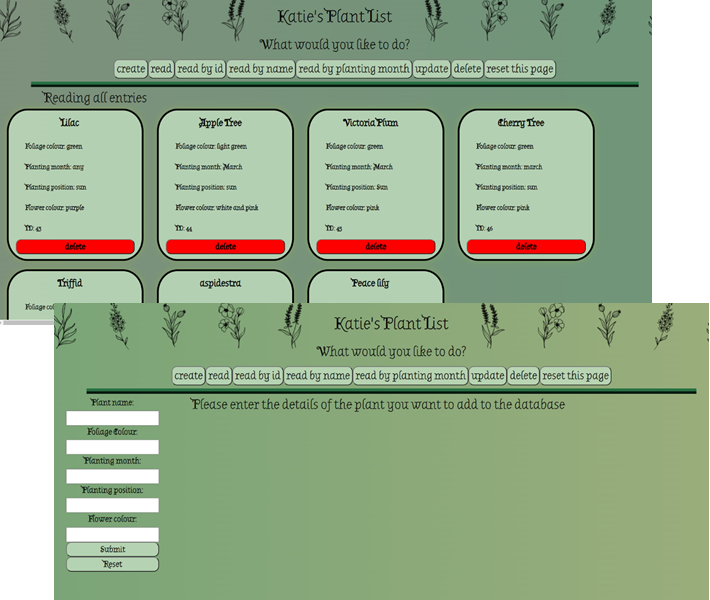 Katie's Plant List
What would you like to do?
create read read by id read by name read by planting month update delete reset this page
Reading all entries
Lilac
Foliage colour: green
Planting month: any
Planting position: sun
Flower colour: purple
ID: 43
delete
Apple Tree
Foliage colour: light green
Planting month: March
Planting position: sun
Flower colour: white and pink
ID: 44
delete
Victoria Plum
Foliage colour: green
Planting month: March
Planting position: Sun
Flower colour: pink
ID: 45
delete
Cherry Tree
Foliage colour: green
Planting month: march
Planting position: sun
Flower colour: pink
ID: 46
delete
Triffid
Foliage co
aspidestra
Peace lily
Katie's Plant List
What would you like to do?
create read read by id read by name read by planting month update delete reset this page
Please enter the details of the plant you want to add to the database
Plant name:
Foliage Colour:
Planting month:
Planting position:
Flower colour:
Submit
Reset